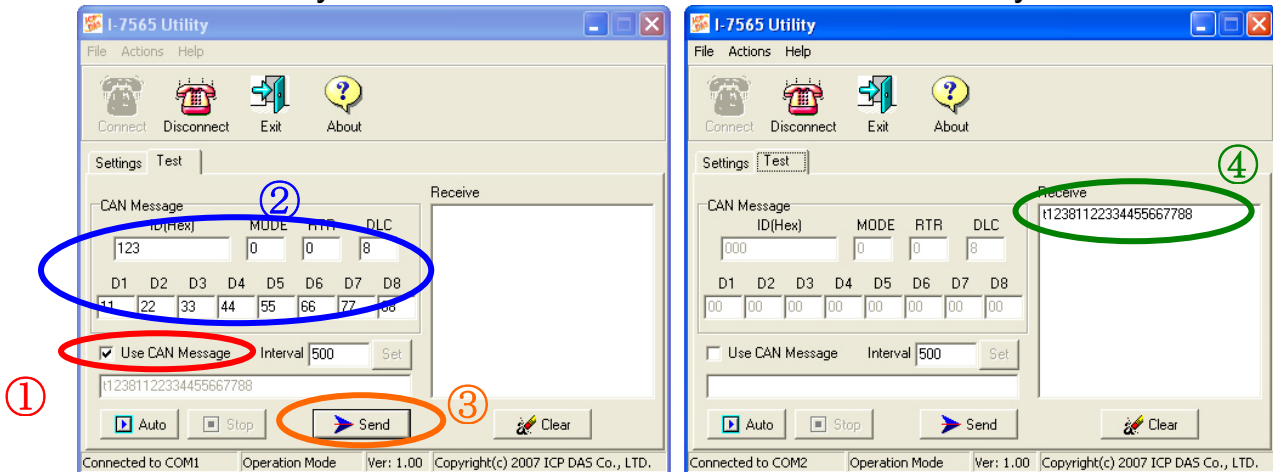 I-7565 Utility
File Actions Help
Connect Disconnect Exit About
Settings Test
②
CAN Message
ID(Hex) MODE RTR DLC
123 0 0 8
D1 D2 D3 D4 D5 D6 D7 D8
11 22 33 44 55 66 77 88
Receive
①
Use CAN Message Interval 500 Set
t12381122334455667788
③
Auto Stop Send Clear
Connected to COM1 Operation Mode Ver: 1.00 Copyright(c) 2007 ICP DAS Co., LTD.
I-7565 Utility
File Actions Help
Connect Disconnect Exit About
Settings Test
④
CAN Message
ID(Hex) MODE RTR DLC
000 0 0 8
D1 D2 D3 D4 D5 D6 D7 D8
00 00 00 00 00 00 00 00
Receive
t12381122334455667788
Use CAN Message Interval 500 Set
Auto Stop Send Clear
Connected to COM2 Operation Mode Ver: 1.00 Copyright(c) 2007 ICP DAS Co., LTD.